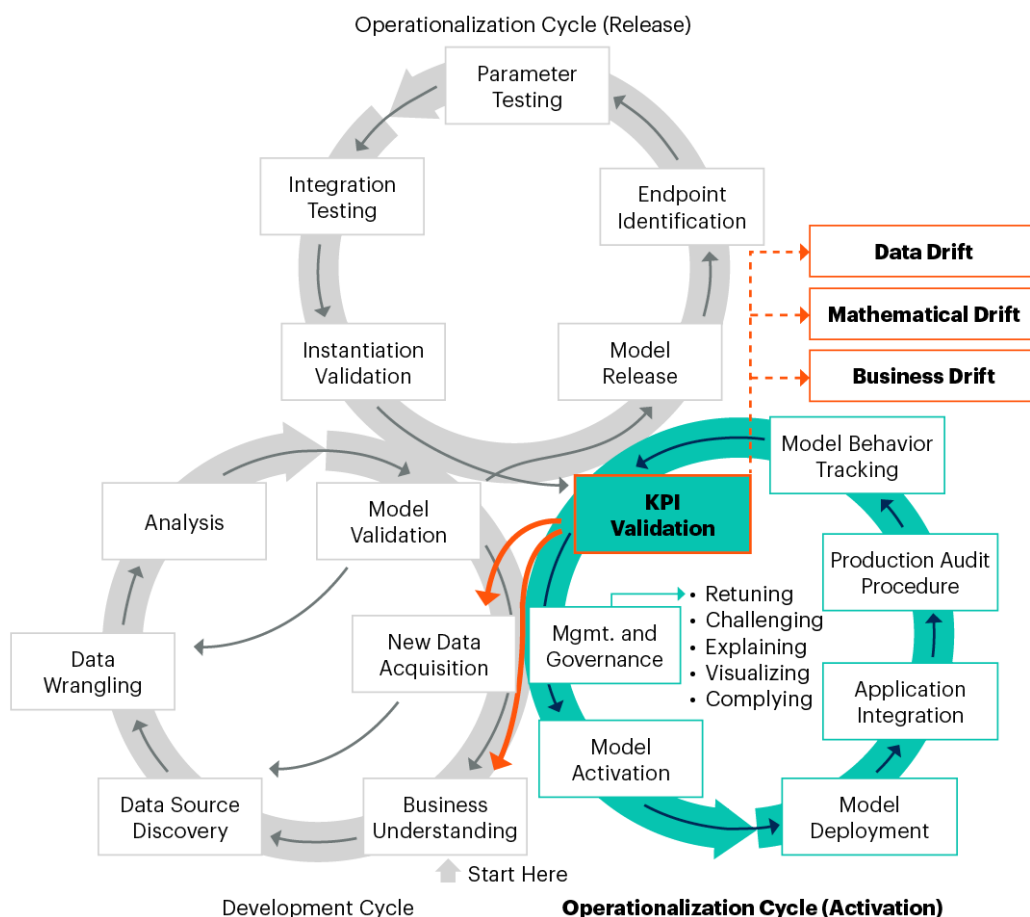 Operationalization Cycle (Release)
Parameter
Testing
Integration
Testing
Endpoint
Identification
Data Drift
Mathematical Drift
Business Drift
Instantiation
Validation
Model
Release
Model Behavior
Tracking
KPI
Validation
Analysis
Model
Validation
Production Audit
Procedure
Mgmt. and
Governance
• Retuning
• Challenging
• Explaining
• Visualizing
• Complying
New Data
Acquisition
Data
Wrangling
Application
Integration
Model
Activation
Data Source
Discovery
Business
Understanding
Model
Deployment
Start Here
Development Cycle
Operationalization Cycle (Activation)